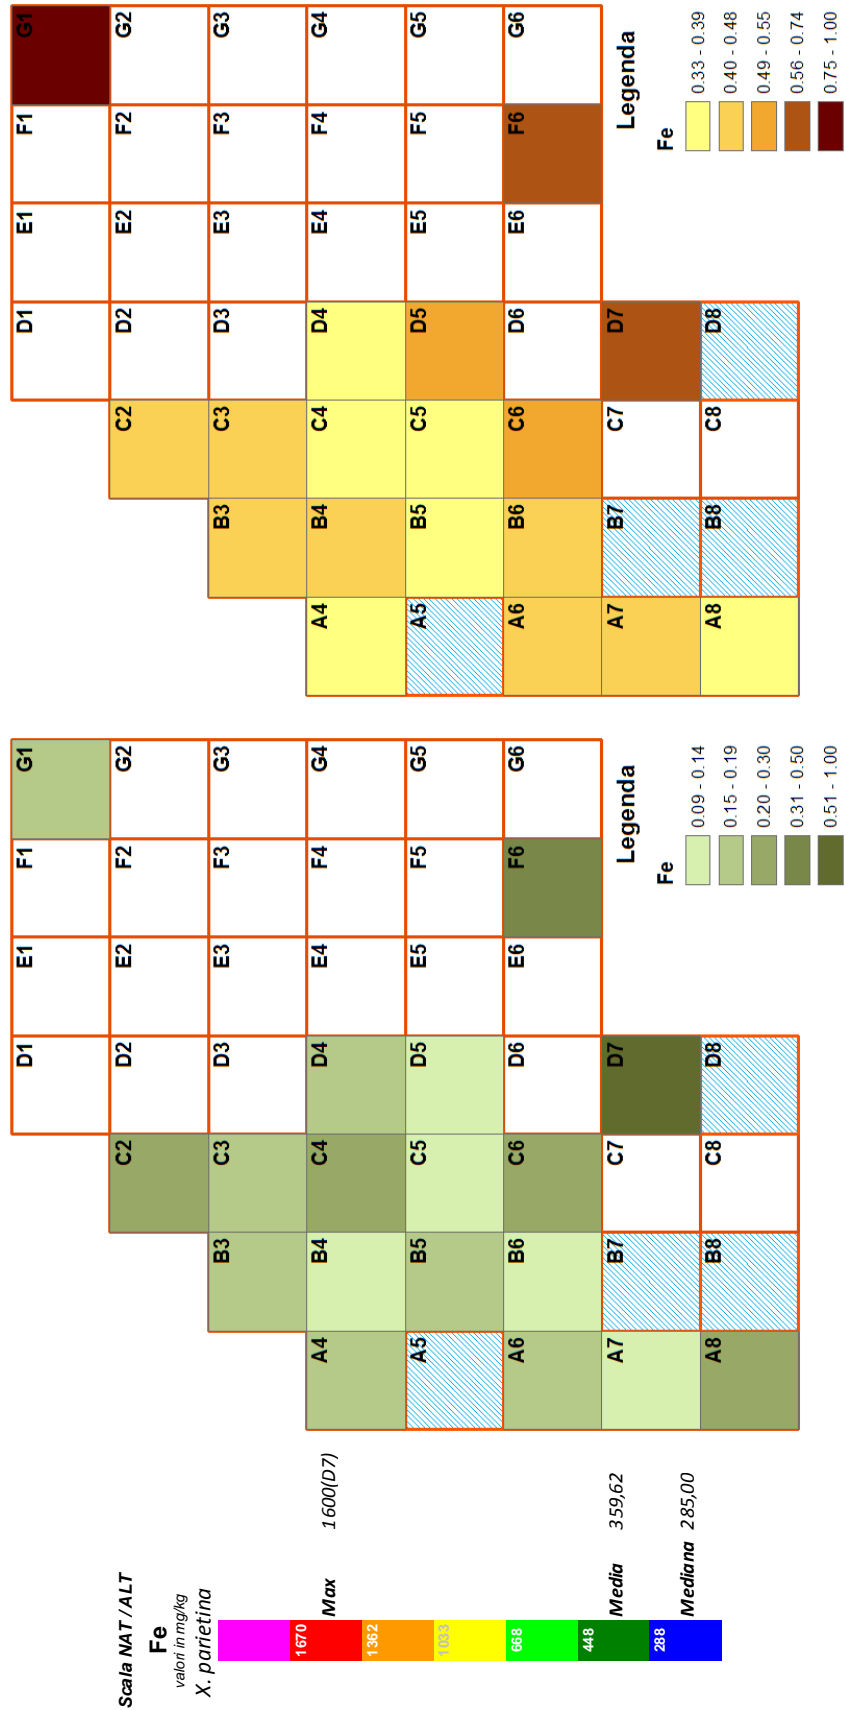 Scala NAT / ALT
Fe
valori in mg/kg
X. parietina
1670
Max 1600(D7)
1362
1033
668
448
Media 359,62
288
Mediana 285,00
D1 E1 F1 G1
C2 D2 E2 F2 G2
B3 C3 D3 E3 F3 G3
A4 B4 C4 D4 E4 F4 G4
A5 B5 C5 D5 E5 F5 G5
A6 B6 C6 D6 E6 F6 G6
A7 B7 C7 D7
A8 B8 C8 D8
Legenda
Fe
0.09 - 0.14
0.15 - 0.19
0.20 - 0.30
0.31 - 0.50
0.51 - 1.00
D1 E1 F1 G1
C2 D2 E2 F2 G2
B3 C3 D3 E3 F3 G3
A4 B4 C4 D4 E4 F4 G4
A5 B5 C5 D5 E5 F5 G5
A6 B6 C6 D6 E6 F6 G6
A7 B7 C7 D7
A8 B8 C8 D8
Legenda
Fe
0.33 - 0.39
0.40 - 0.48
0.49 - 0.55
0.56 - 0.74
0.75 - 1.00